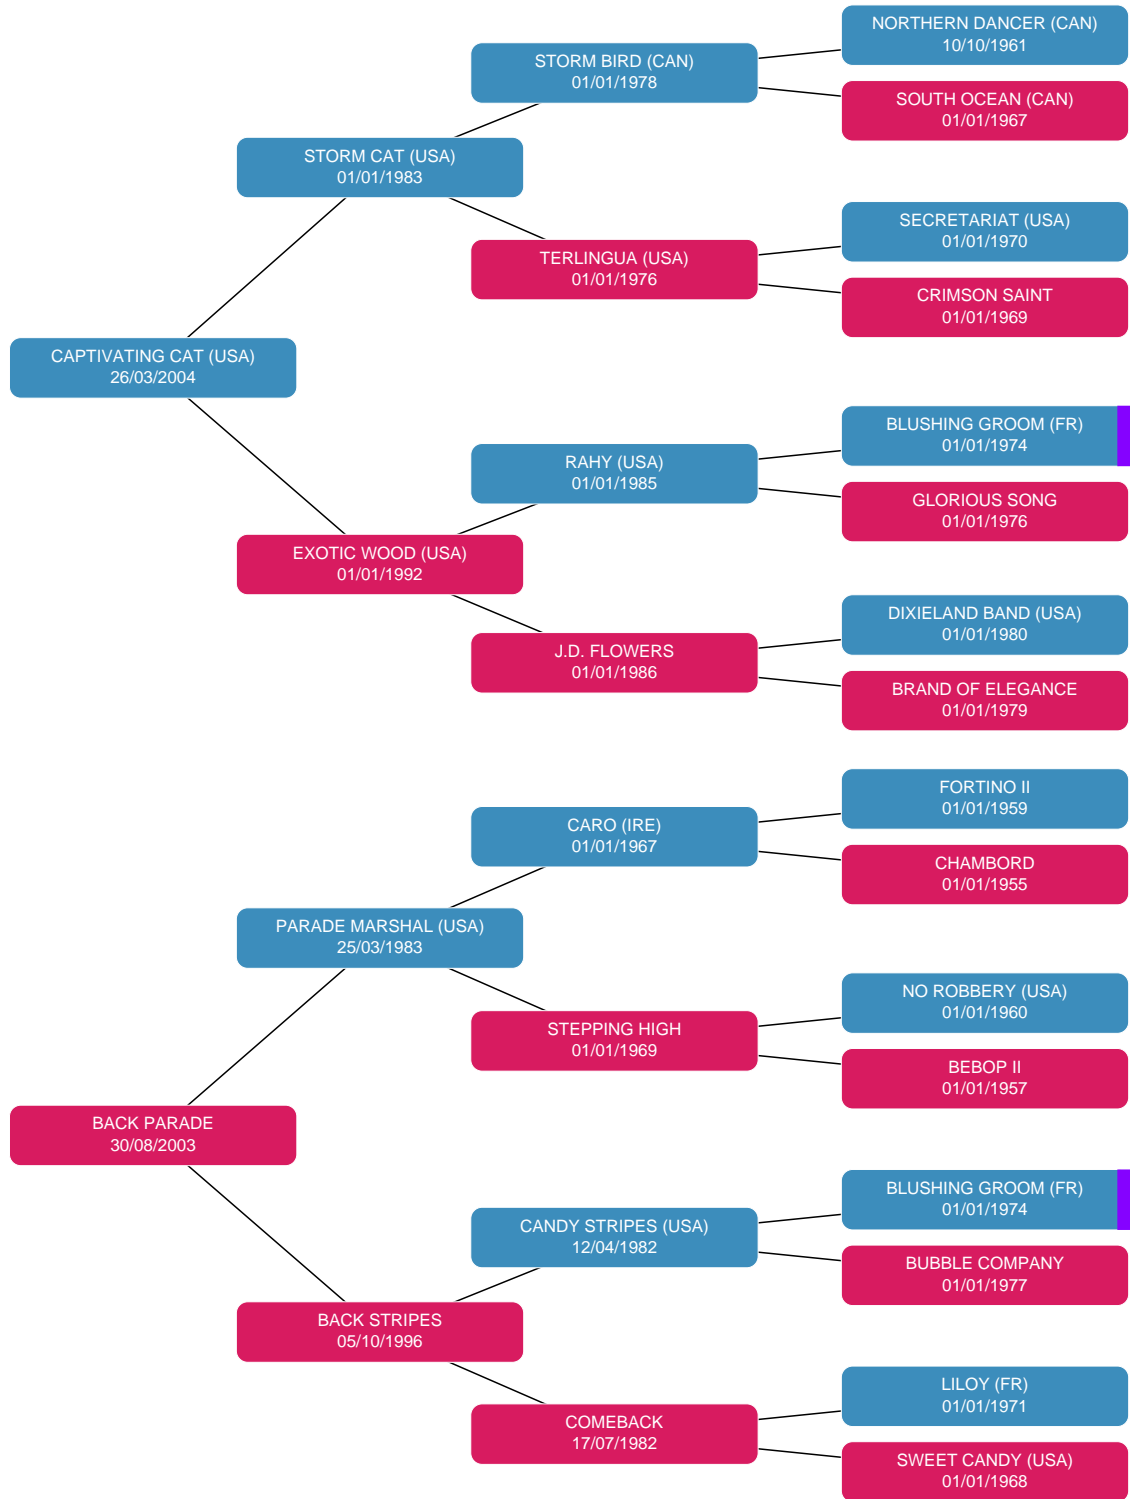 NORTHERN DANCER (CAN)
10/10/1961
STORM BIRD (CAN)
01/01/1978
SOUTH OCEAN (CAN)
01/01/1967
STORM CAT (USA)
01/01/1983
SECRETARIAT (USA)
01/01/1970
TERLINGUA (USA)
01/01/1976
CRIMSON SAINT
01/01/1969
CAPTIVATING CAT (USA)
26/03/2004
BLUSHING GROOM (FR)
01/01/1974
RAHY (USA)
01/01/1985
GLORIOUS SONG
01/01/1976
EXOTIC WOOD (USA)
01/01/1992
DIXIELAND BAND (USA)
01/01/1980
J.D. FLOWERS
01/01/1986
BRAND OF ELEGANCE
01/01/1979
FORTINO II
01/01/1959
CARO (IRE)
01/01/1967
CHAMBORD
01/01/1955
PARADE MARSHAL (USA)
25/03/1983
NO ROBBERY (USA)
01/01/1960
STEPPING HIGH
01/01/1969
BEBOP II
01/01/1957
BACK PARADE
30/08/2003
BLUSHING GROOM (FR)
01/01/1974
CANDY STRIPES (USA)
12/04/1982
BUBBLE COMPANY
01/01/1977
BACK STRIPES
05/10/1996
LILOY (FR)
01/01/1971
COMEBACK
17/07/1982
SWEET CANDY (USA)
01/01/1968